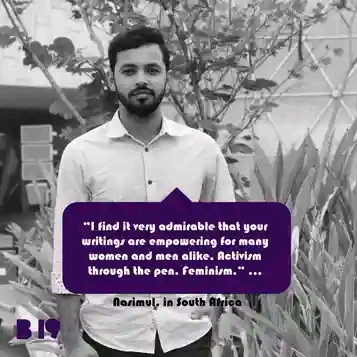 "I find it very admirable that your
writings are empowering for many
women and men alike. Activism
through the pen. Feminism." ...
Nasimul, in South Africa
B 19